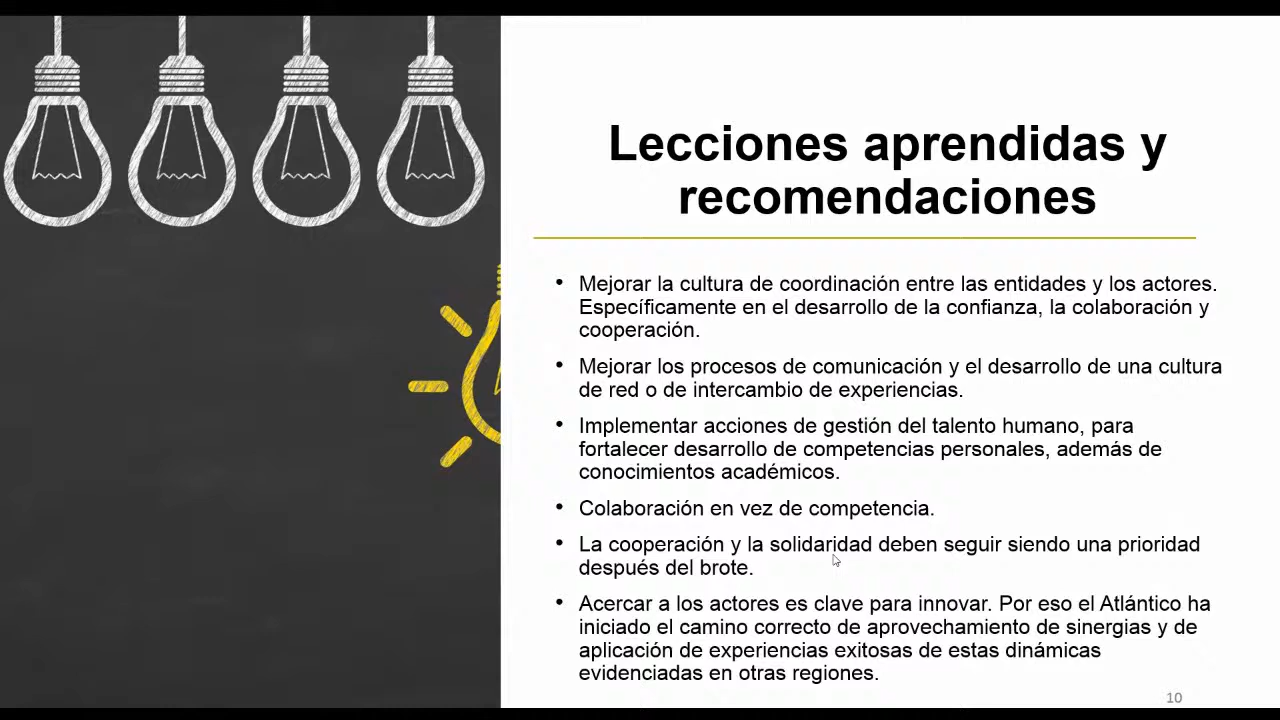 Lecciones aprendidas y
recomendaciones
• Mejorar la cultura de coordinación entre las entidades y los actores.
Específicamente en el desarrollo de la confianza, la colaboración y
cooperación.
• Mejorar los procesos de comunicación y el desarrollo de una cultura
de red o de intercambio de experiencias.
• Implementar acciones de gestión del talento humano, para
fortalecer desarrollo de competencias personales, además de
conocimientos académicos.
• Colaboración en vez de competencia.
• La cooperación y la solidaridad deben seguir siendo una prioridad
después del brote.
• Acercar a los actores es clave para innovar. Por eso el Atlántico ha
iniciado el camino correcto de aprovechamiento de sinergias y de
aplicación de experiencias exitosas de estas dinámicas
evidenciadas en otras regiones.
10